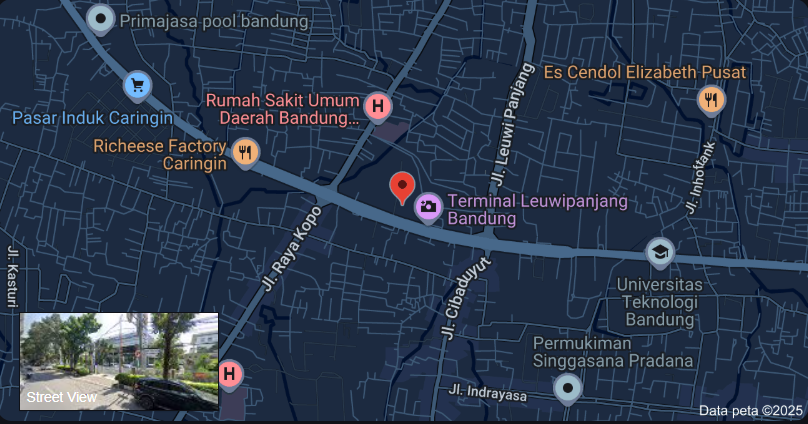 Primajasa pool bandung
Es Cendol Elizabeth Pusat
Pasar Induk Caringin
Rumah Sakit Umum
Daerah Bandung...
H
Richeese Factory
Caringin
Jl. Leuwi Panjang
Jl. Inhoftank
Terminal Leuwipanjang
Bandung
Jl. Raya Kopo
Jl. Kasturi
Jl. Cibaduyut
Universitas
Teknologi
Bandung
Permukiman
Singgasana Pradana
H
Jl. Indrayasa
Street View
Data peta ©2025